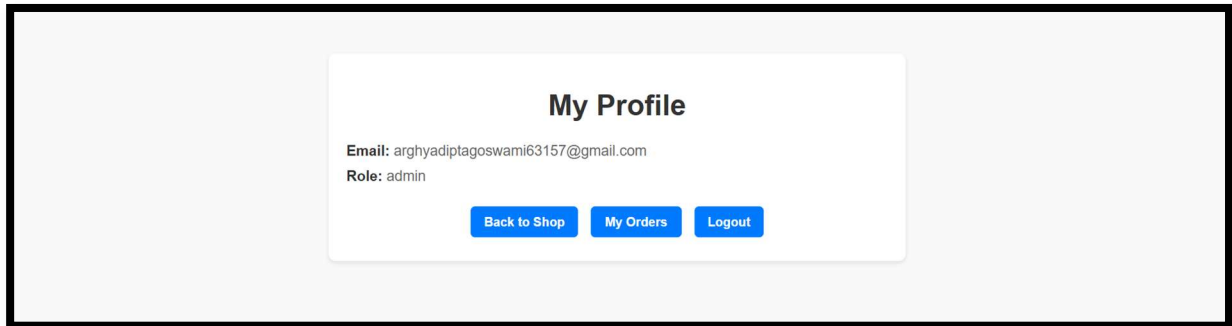 My Profile
Email: arghyadiptagoswami63157@gmail.com
Role: admin
Back to Shop My Orders Logout